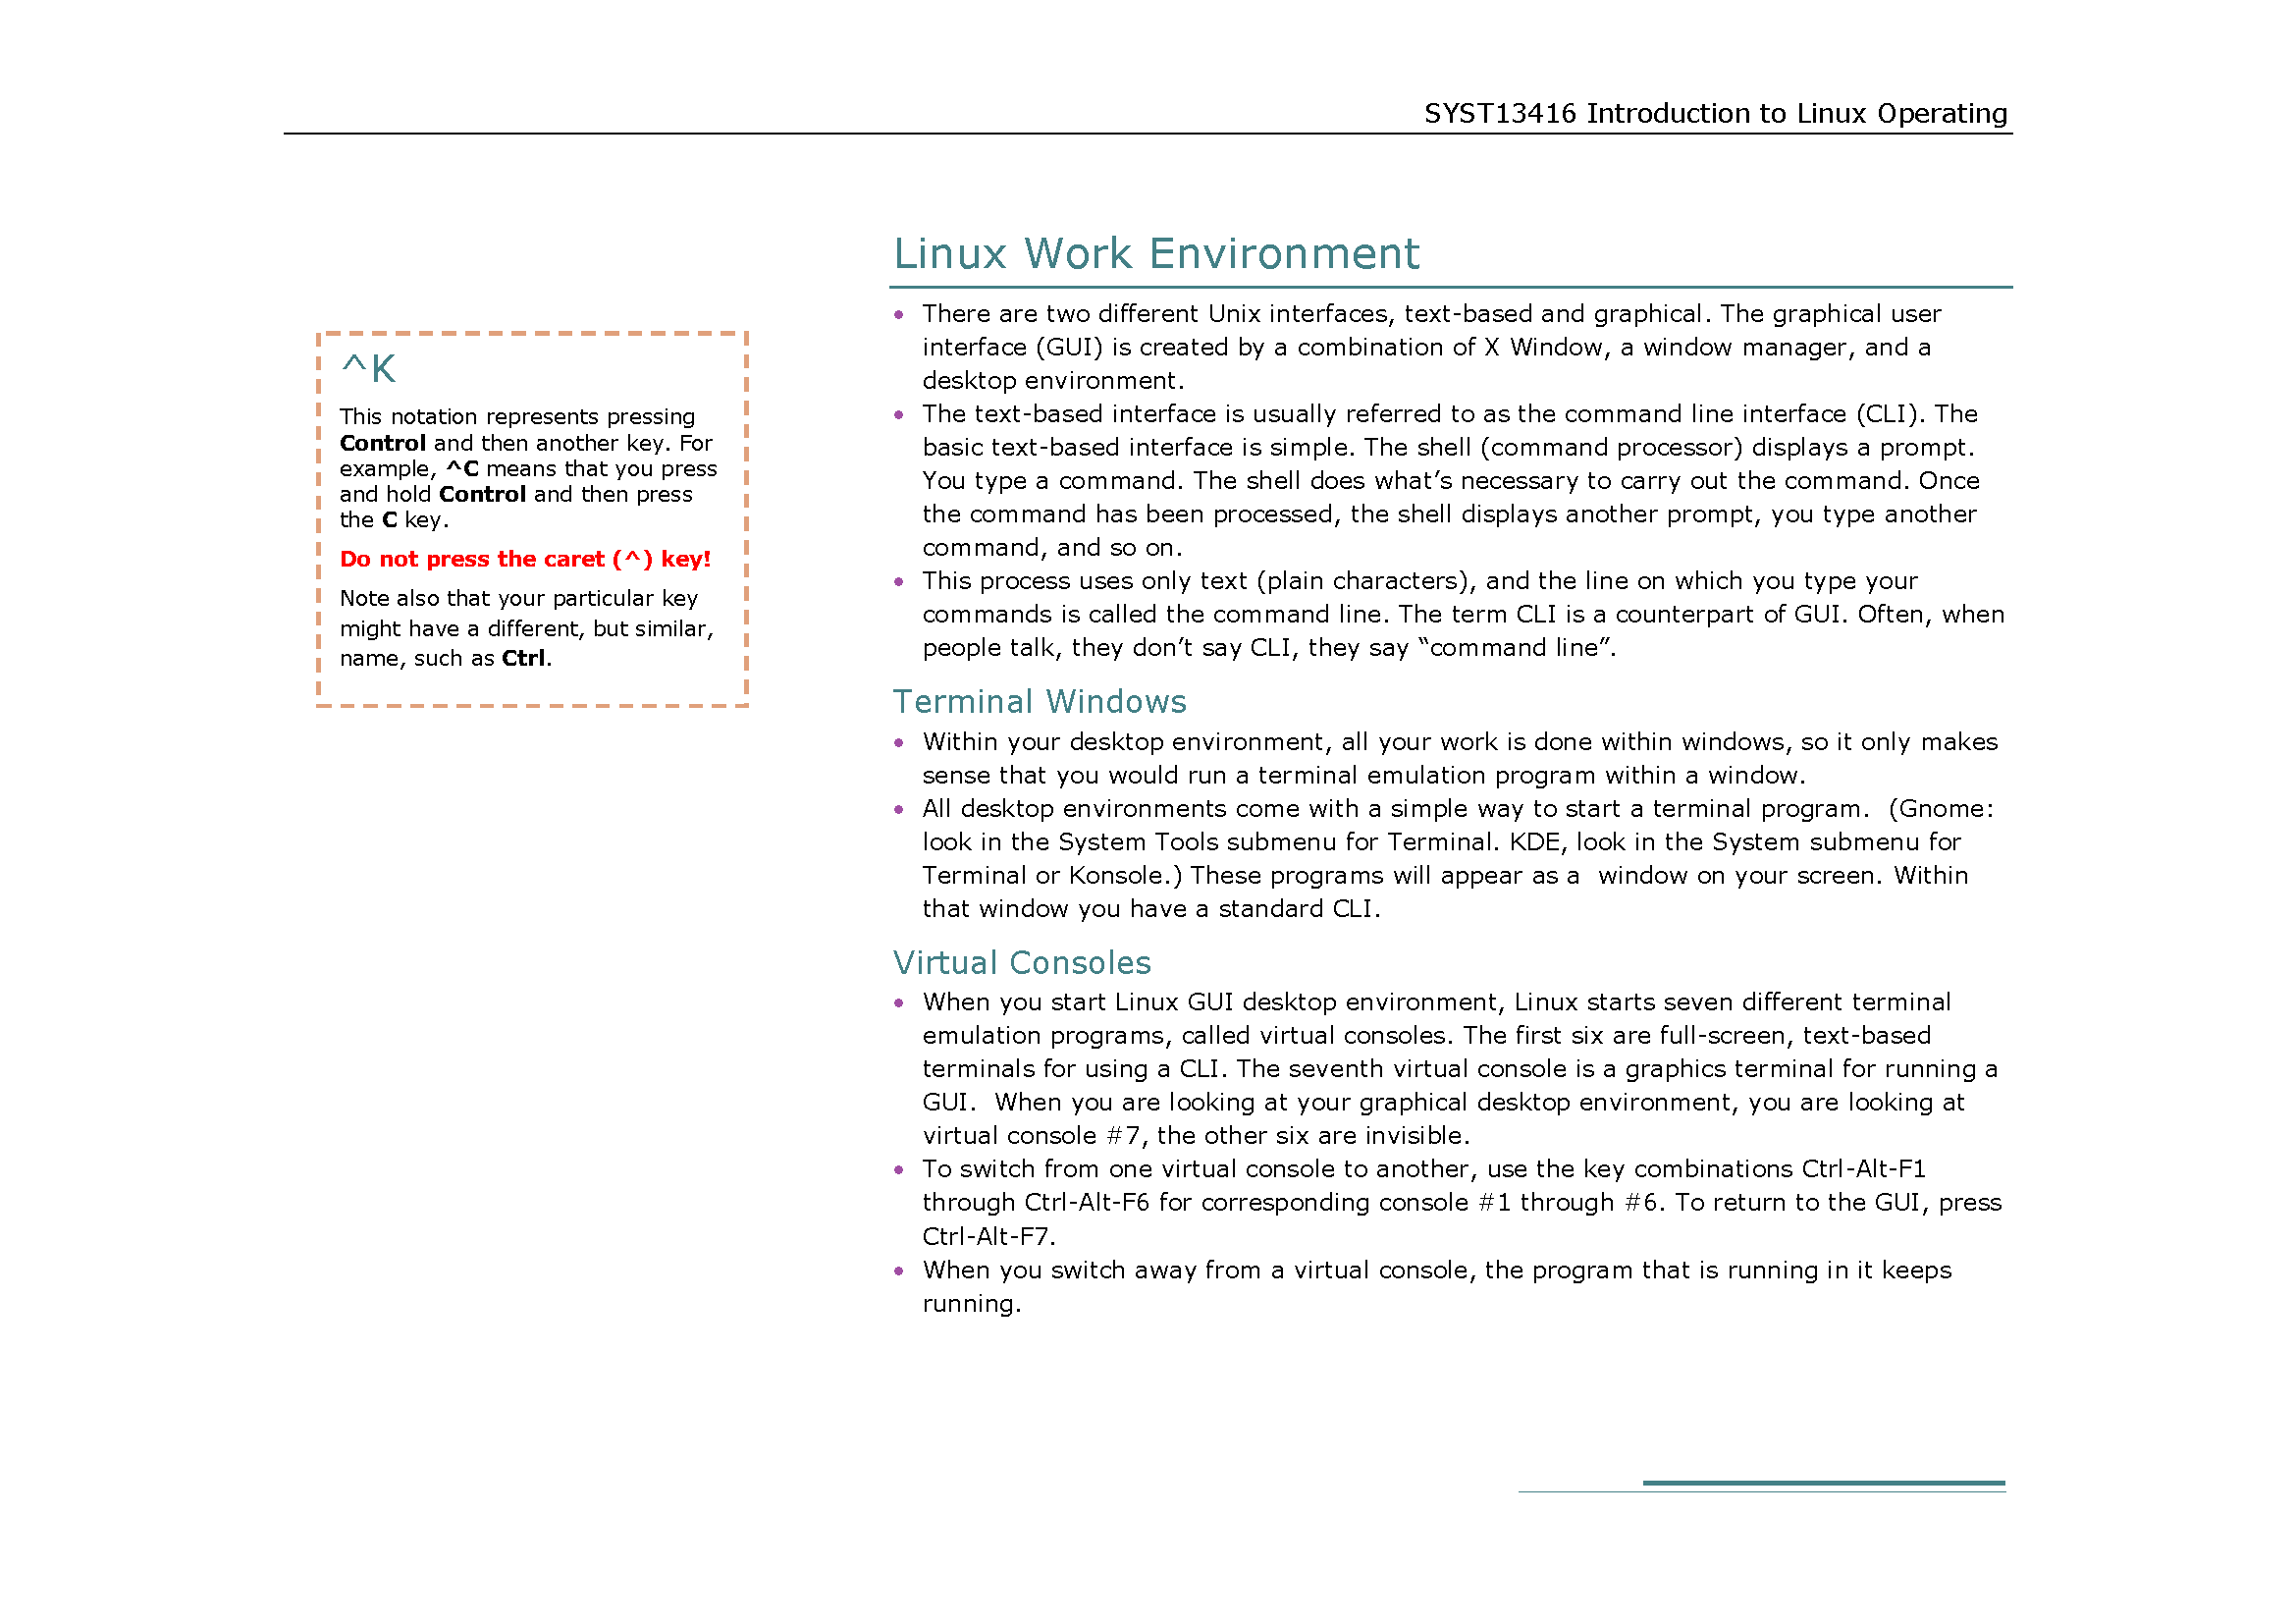 SYST13416 Introduction to Linux Operating
^K
This notation represents pressing
Control and then another key. For
example, ^C means that you press
and hold Control and then press
the C key.
Do not press the caret (^) key!
Note also that your particular key
might have a different, but similar,
name, such as Ctrl.
Linux Work Environment
• There are two different Unix interfaces, text-based and graphical. The graphical user
interface (GUI) is created by a combination of X Window, a window manager, and a
desktop environment.
• The text-based interface is usually referred to as the command line interface (CLI). The
basic text-based interface is simple. The shell (command processor) displays a prompt.
You type a command. The shell does what’s necessary to carry out the command. Once
the command has been processed, the shell displays another prompt, you type another
command, and so on.
• This process uses only text (plain characters), and the line on which you type your
commands is called the command line. The term CLI is a counterpart of GUI. Often, when
people talk, they don’t say CLI, they say “command line”.
Terminal Windows
• Within your desktop environment, all your work is done within windows, so it only makes
sense that you would run a terminal emulation program within a window.
• All desktop environments come with a simple way to start a terminal program.  (Gnome:
look in the System Tools submenu for Terminal. KDE, look in the System submenu for
Terminal or Konsole.) These programs will appear as a  window on your screen. Within
that window you have a standard CLI.
Virtual Consoles
• When you start Linux GUI desktop environment, Linux starts seven different terminal
emulation programs, called virtual consoles. The first six are full-screen, text-based
terminals for using a CLI. The seventh virtual console is a graphics terminal for running a
GUI.  When you are looking at your graphical desktop environment, you are looking at
virtual console #7, the other six are invisible.
• To switch from one virtual console to another, use the key combinations Ctrl-Alt-F1
through Ctrl-Alt-F6 for corresponding console #1 through #6. To return to the GUI, press
Ctrl-Alt-F7.
• When you switch away from a virtual console, the program that is running in it keeps
running.